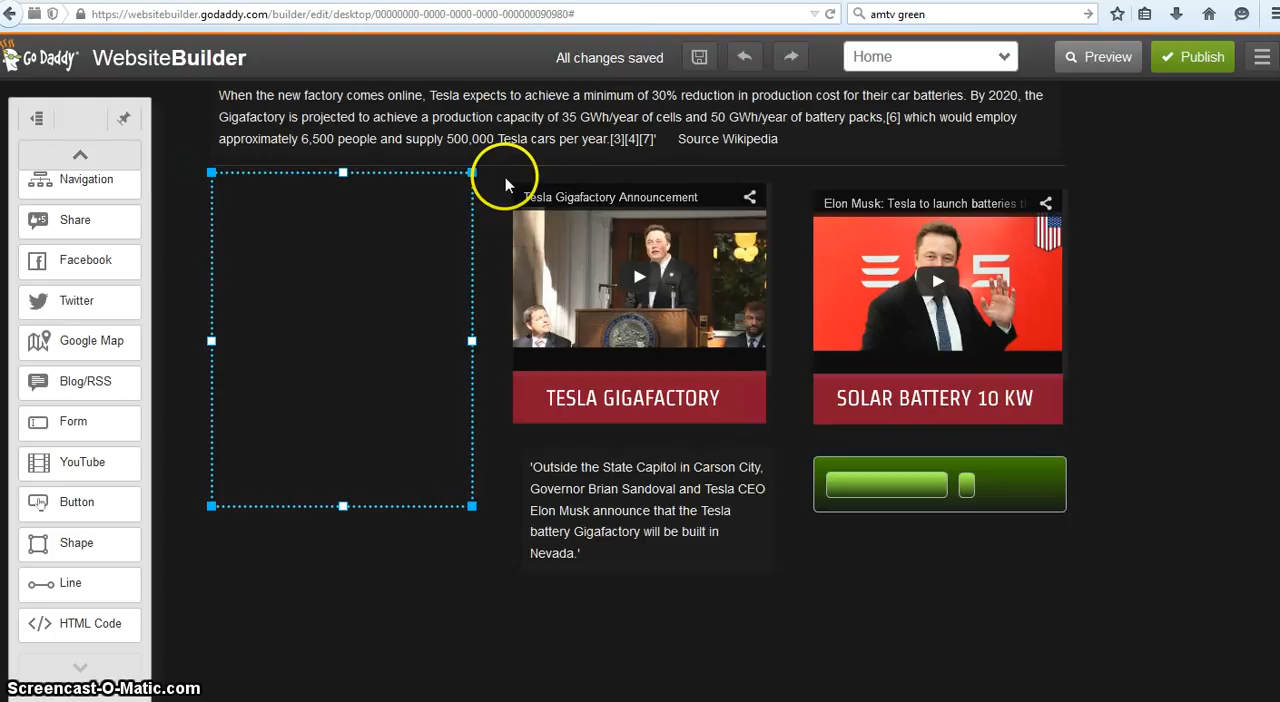 https://websitebuilder.godaddy.com/builder/edit/desktop/00000000-0000-0000-0000-000000090980#
amtv green
Go Daddy™ WebsiteBuilder
All changes saved
Home
Preview
Publish
When the new factory comes online, Tesla expects to achieve a minimum of 30% reduction in production cost for their car batteries. By 2020, the
Gigafactory is projected to achieve a production capacity of 35 GWh/year of cells and 50 GWh/year of battery packs,[6] which would employ
approximately 6,500 people and supply 500,000 Tesla cars per year.[3][4][7]' Source Wikipedia
Navigation
Share
Facebook
Twitter
Google Map
Blog/RSS
Form
YouTube
Button
Shape
Line
HTML Code
Tesla Gigafactory Announcement
TESLA GIGAFACTORY
'Outside the State Capitol in Carson City,
Governor Brian Sandoval and Tesla CEO
Elon Musk announce that the Tesla
battery Gigafactory will be built in
Nevada.'
Elon Musk: Tesla to launch batteries
SOLAR BATTERY 10 KW
Screencast-O-Matic.com